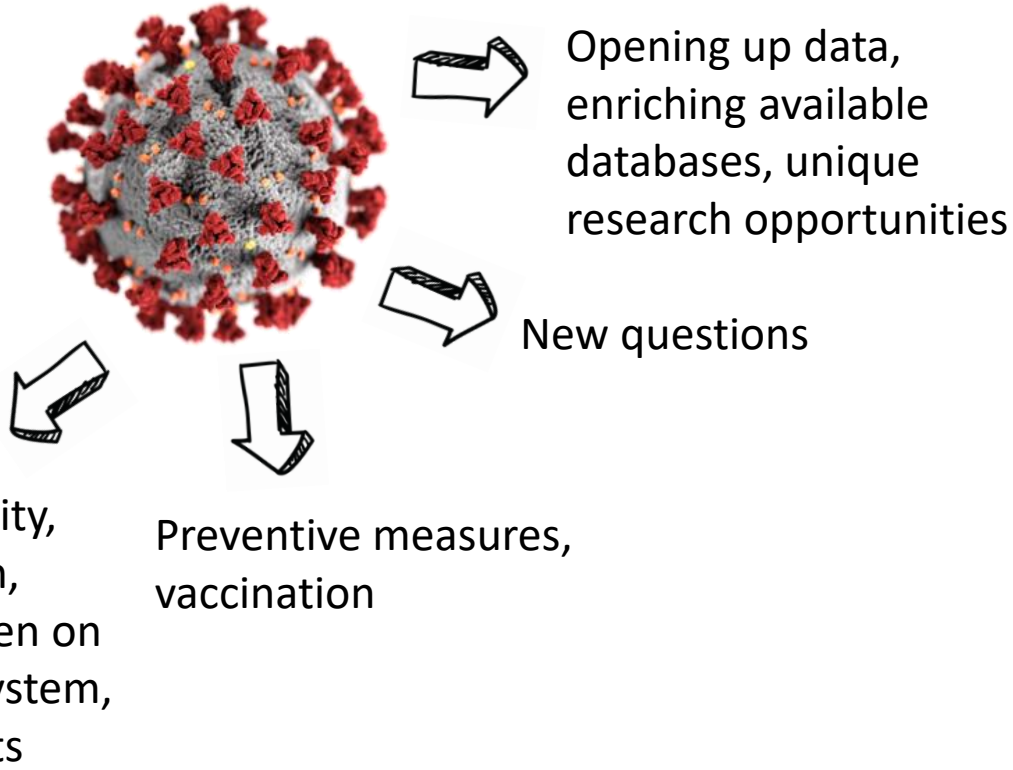 Opening up data,
enriching available
databases, unique
research opportunities
New questions
Preventive measures,
vaccination
ity,
n,
en on
ystem,
ts